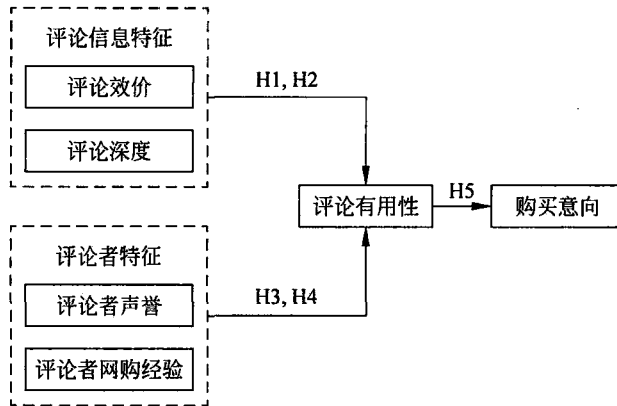 评论信息特征
评论效价
评论深度
H1, H2
评论有用性
H5
购买意向
评论者特征
评论者声誉
H3, H4
评论者网购经验